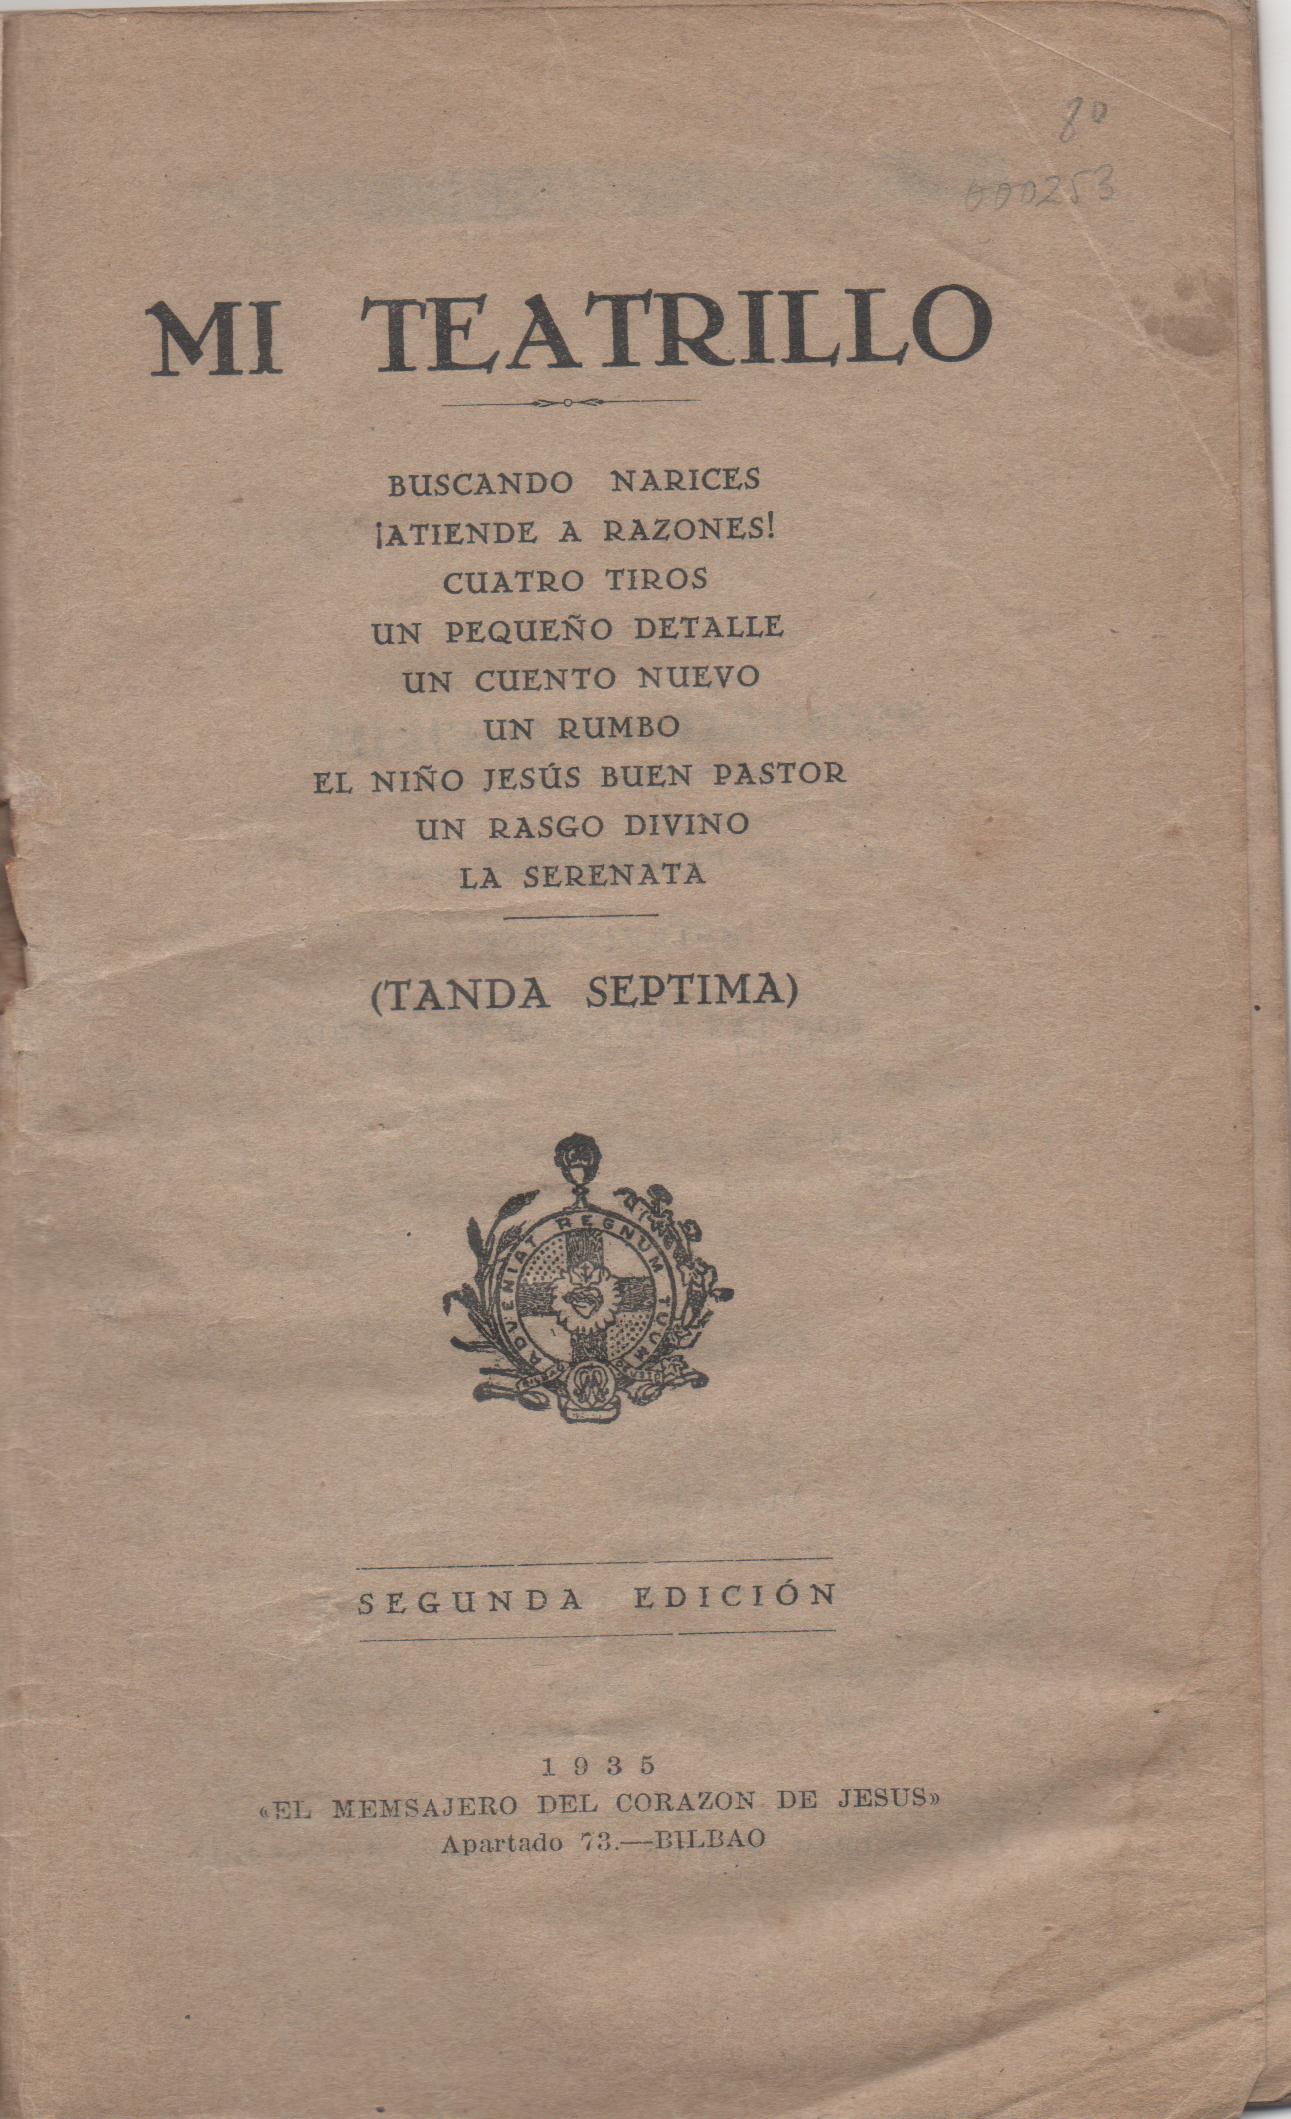 80
000253
MI TEATRILLO
BUSCANDO NARICES
¡ATIENDE A RAZONES!
CUATRO TIROS
UN PEQUEÑO DETALLE
UN CUENTO NUEVO
UN RUMBO
EL NIÑO JESÚS BUEN PASTOR
UN RASGO DIVINO
LA SERENATA
(TANDA SEPTIMA)
ADVENIAT REGNUM TUUM
SEGUNDA EDICIÓN
1935
«EL MEMSAJERO DEL CORAZON DE JESUS»
Apartado 73.—BILBAO